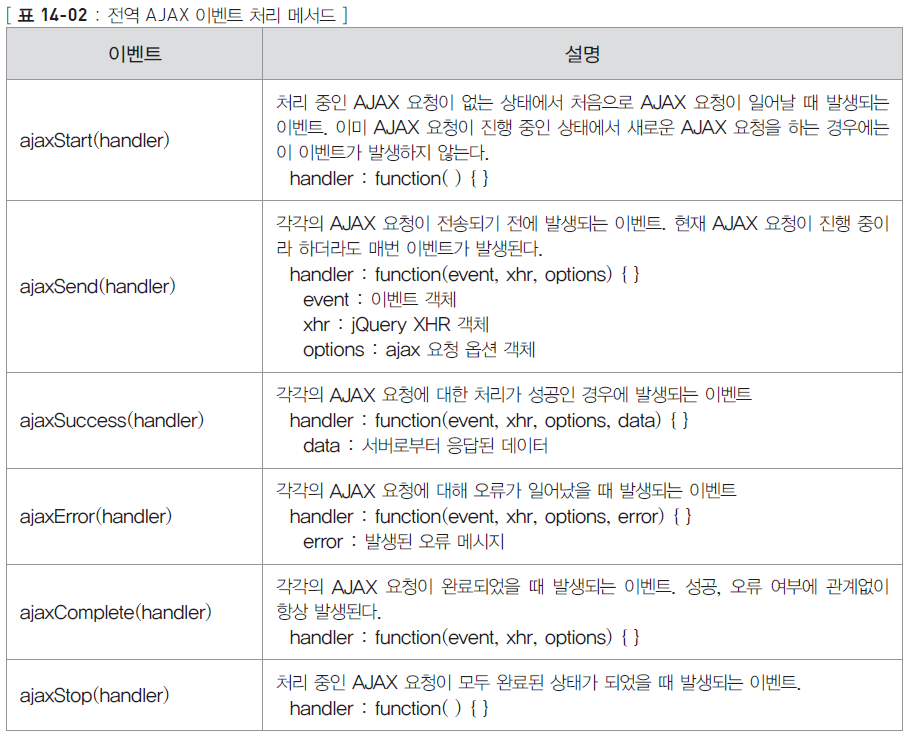 [ 표 14-02 : 전역 AJAX 이벤트 처리 메서드 ]
이벤트
설명
ajaxStart(handler)
처리 중인 AJAX 요청이 없는 상태에서 처음으로 AJAX 요청이 일어날 때 발생되는
이벤트. 이미 AJAX 요청이 진행 중인 상태에서 새로운 AJAX 요청을 하는 경우에는
이 이벤트가 발생하지 않는다.
handler : function( ) { }
ajaxSend(handler)
각각의 AJAX 요청이 전송되기 전에 발생되는 이벤트. 현재 AJAX 요청이 진행 중이
라 하더라도 매번 이벤트가 발생된다.
handler : function(event, xhr, options) { }
event : 이벤트 객체
xhr : jQuery XHR 객체
options : ajax 요청 옵션 객체
ajaxSuccess(handler)
각각의 AJAX 요청에 대한 처리가 성공인 경우에 발생되는 이벤트
handler : function(event, xhr, options, data) { }
data : 서버로부터 응답된 데이터
ajaxError(handler)
각각의 AJAX 요청에 대해 오류가 일어났을 때 발생되는 이벤트
handler : function(event, xhr, options, error) { }
error : 발생된 오류 메시지
ajaxComplete(handler)
각각의 AJAX 요청이 완료되었을 때 발생되는 이벤트. 성공, 오류 여부에 관계없이
항상 발생된다.
handler : function(event, xhr, options) { }
ajaxStop(handler)
처리 중인 AJAX 요청이 모두 완료된 상태가 되었을 때 발생되는 이벤트.
handler : function( ) { }